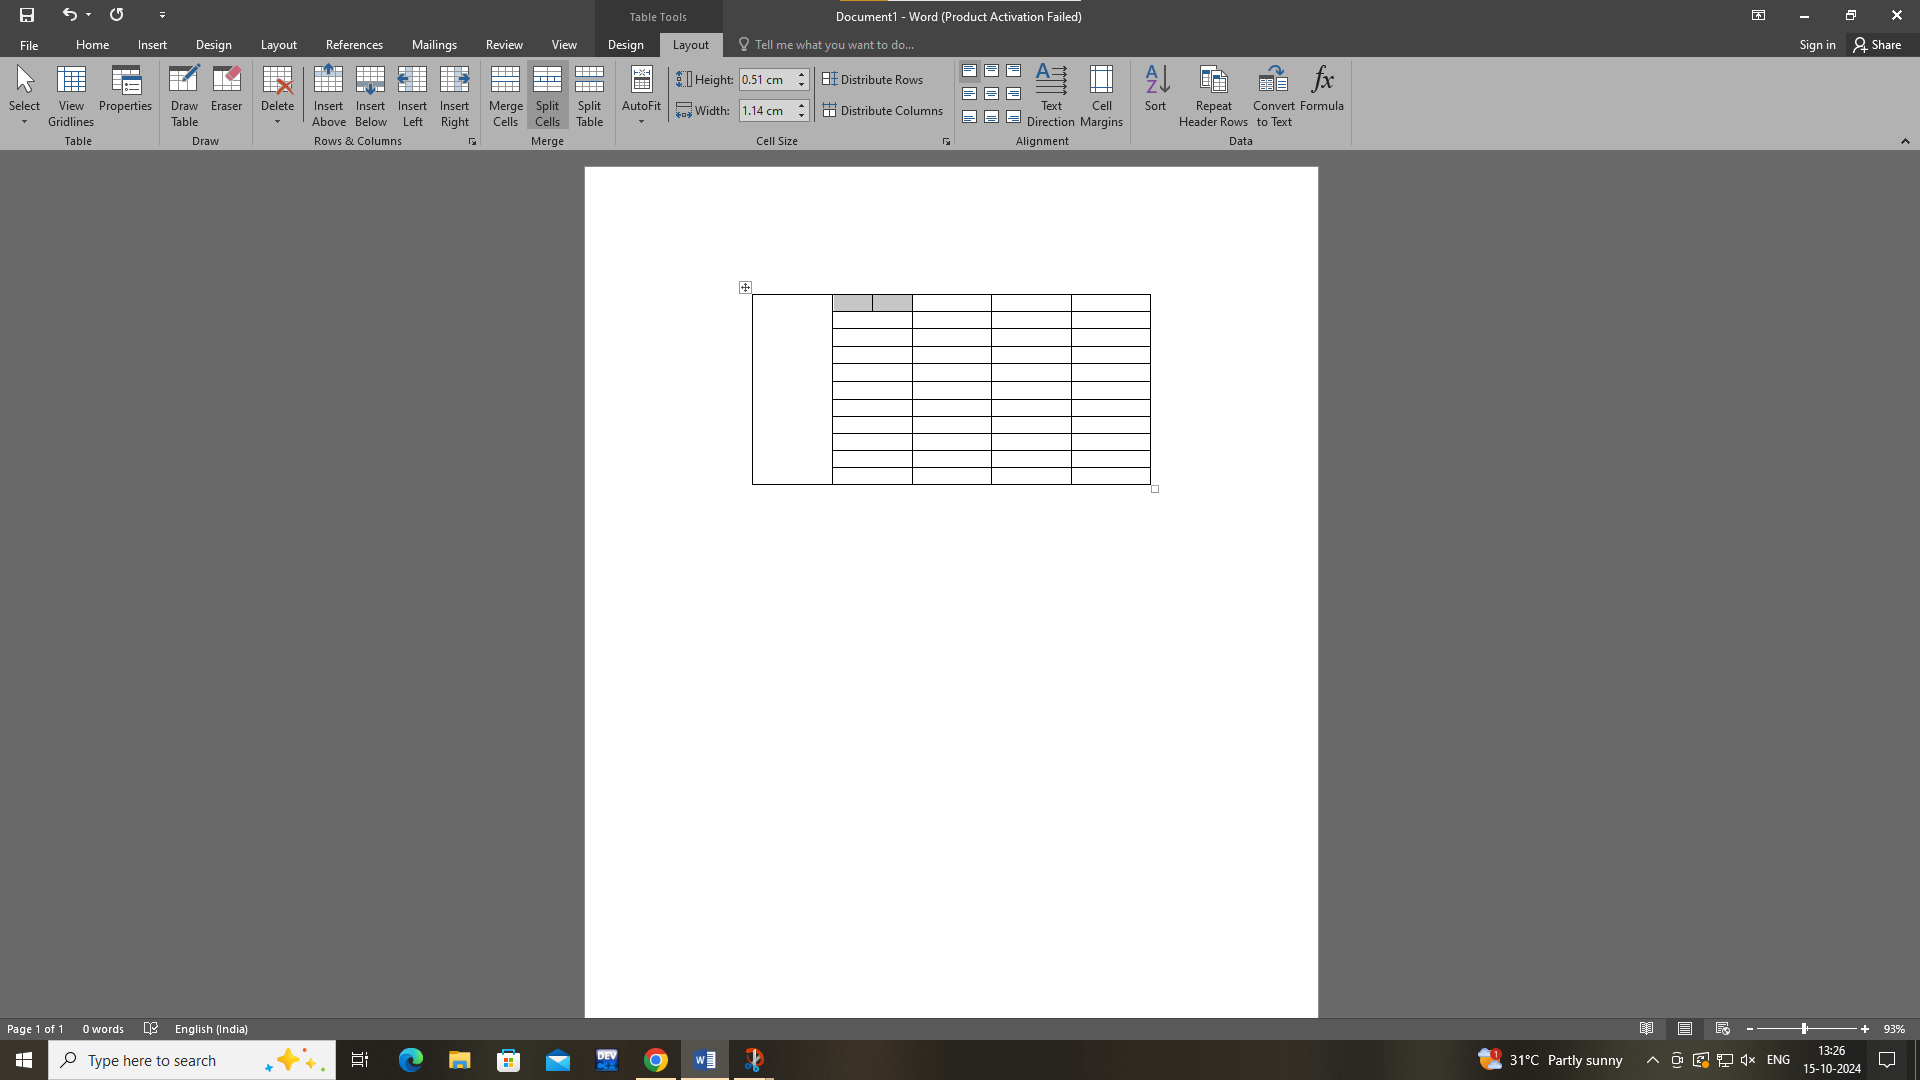 Table Tools
Document1 - Word (Product Activation Failed)
File Home Insert Design Layout References Mailings Review View Design Layout Tell me what you want to do... Sign in Share
Select
View Gridlines
Properties
Table
Draw Table
Eraser
Draw
Delete
Insert Above
Insert Below
Insert Left
Insert Right
Rows & Columns
Merge Cells
Split Cells
Split Table
Merge
AutoFit
Height: 0.51 cm
Width: 1.14 cm
Distribute Rows
Distribute Columns
Cell Size
Text Direction
Cell Margins
Alignment
Sort
Repeat Header Rows
Convert to Text
Formula
Data
Page 1 of 1 0 words English (India) 93%
Type here to search
DEV
31°C Partly sunny
ENG
13:26
15-10-2024